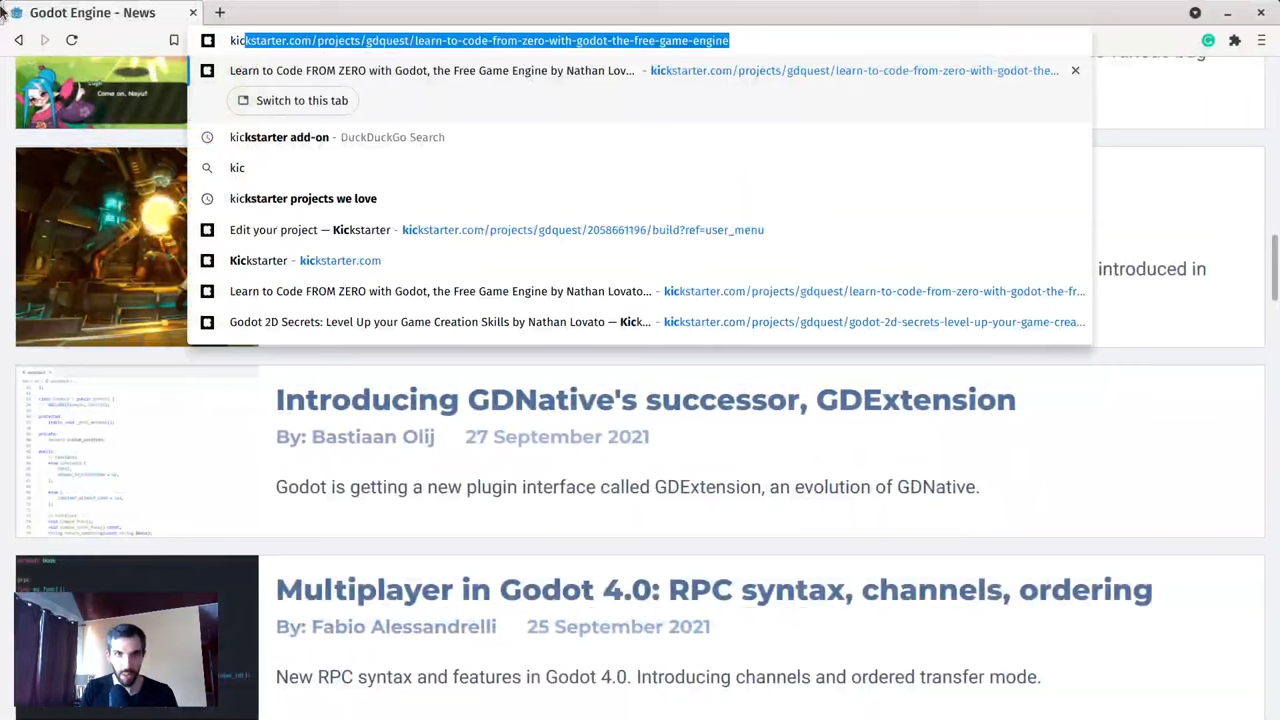 Godot Engine - News
kickstarter.com/projects/gdquest/learn-to-code-from-zero-with-godot-the-free-game-engine
Learn to Code FROM ZERO with Godot, the Free Game Engine by Nathan Lov... - kickstarter.com/projects/gdquest/learn-to-code-from-zero-with-godot-the...
Switch to this tab
Come on, Nayu!
kickstarter add-on - DuckDuckGo Search
kic
kickstarter projects we love
Edit your project — Kickstarter - kickstarter.com/projects/gdquest/2058661196/build?ref=user_menu
Kickstarter - kickstarter.com
introduced in
Learn to Code FROM ZERO with Godot, the Free Game Engine by Nathan Lovato... - kickstarter.com/projects/gdquest/learn-to-code-from-zero-with-godot-the-fr...
Godot 2D Secrets: Level Up your Game Creation Skills by Nathan Lovato — Kick... - kickstarter.com/projects/gdquest/godot-2d-secrets-level-up-your-game-crea...
Introducing GDNative's successor, GDExtension
By: Bastiaan Olij 27 September 2021
Godot is getting a new plugin interface called GDExtension, an evolution of GDNative.
Multiplayer in Godot 4.0: RPC syntax, channels, ordering
By: Fabio Alessandrelli 25 September 2021
New RPC syntax and features in Godot 4.0. Introducing channels and ordered transfer mode.